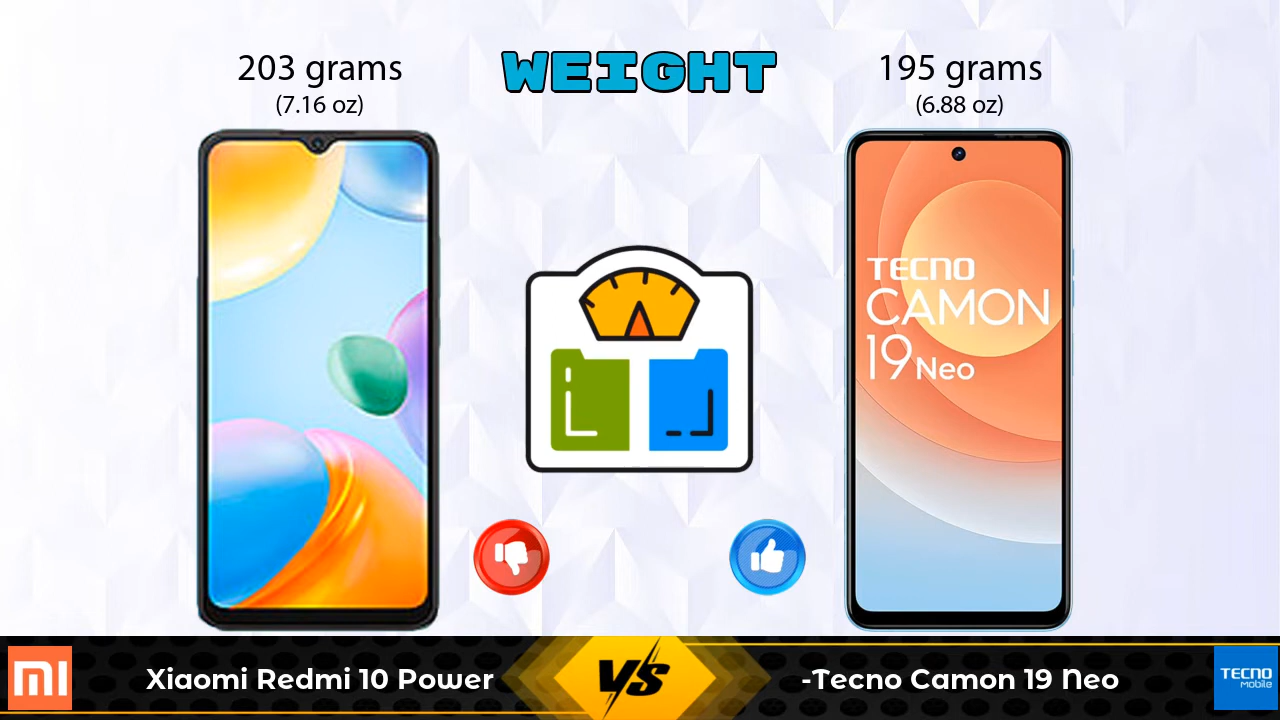 WEIGHT
203 grams
(7.16 oz)
195 grams
(6.88 oz)
TECNO
CAMON
19 Neo
MI
Xiaomi Redmi 10 Power
VS
-Tecno Camon 19 Neo
TECNO
mobile